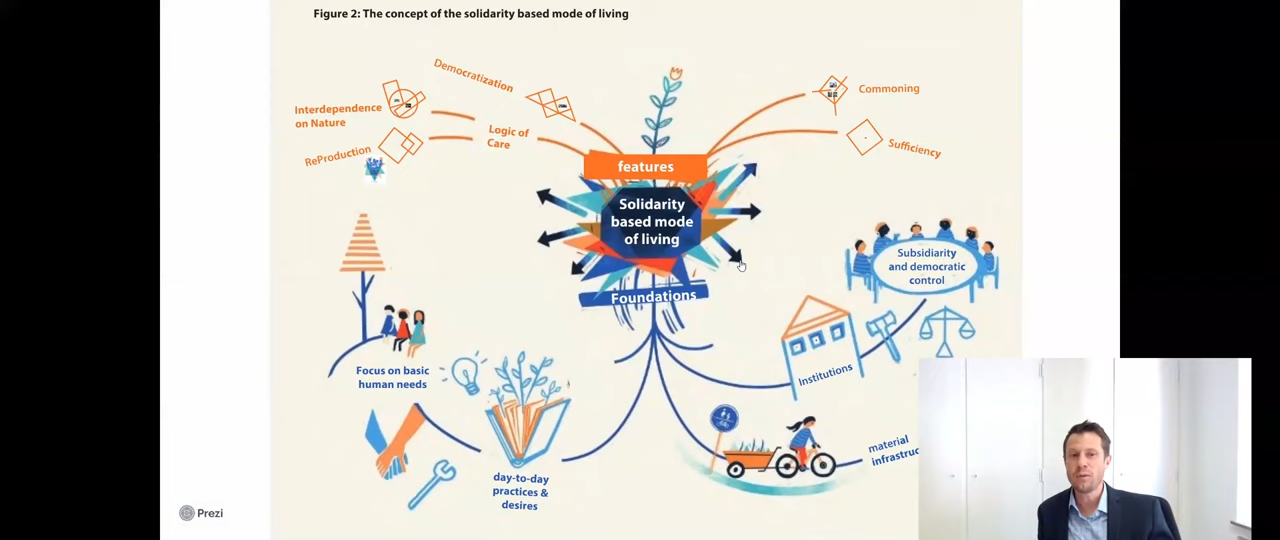 Figure 2: The concept of the solidarity based mode of living
Democratization
Interdependence
on Nature
Logic of
Care
ReProduction
Commoning
Sufficiency
features
Solidarity
based mode
of living
Foundations
Subsidiarity
and democratic
control
Focus on basic
human needs
Institutions
day-to-day
practices &
desires
material
infrastruc
Prezi